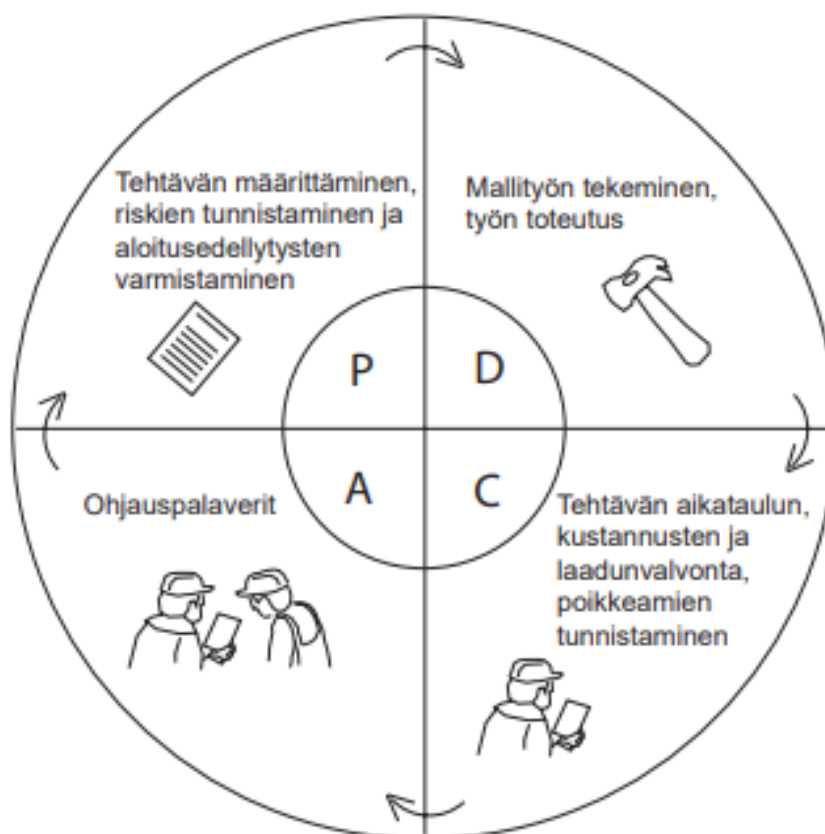 Tehtävän määrittäminen,
riskien tunnistaminen ja
aloitusedellytysten
varmistaminen
Mallityön tekeminen,
työn toteutus
P
D
A
C
Ohjauspalaverit
Tehtävän aikataulun,
kustannusten ja
laadunvalvonta,
poikkeamien
tunnistaminen